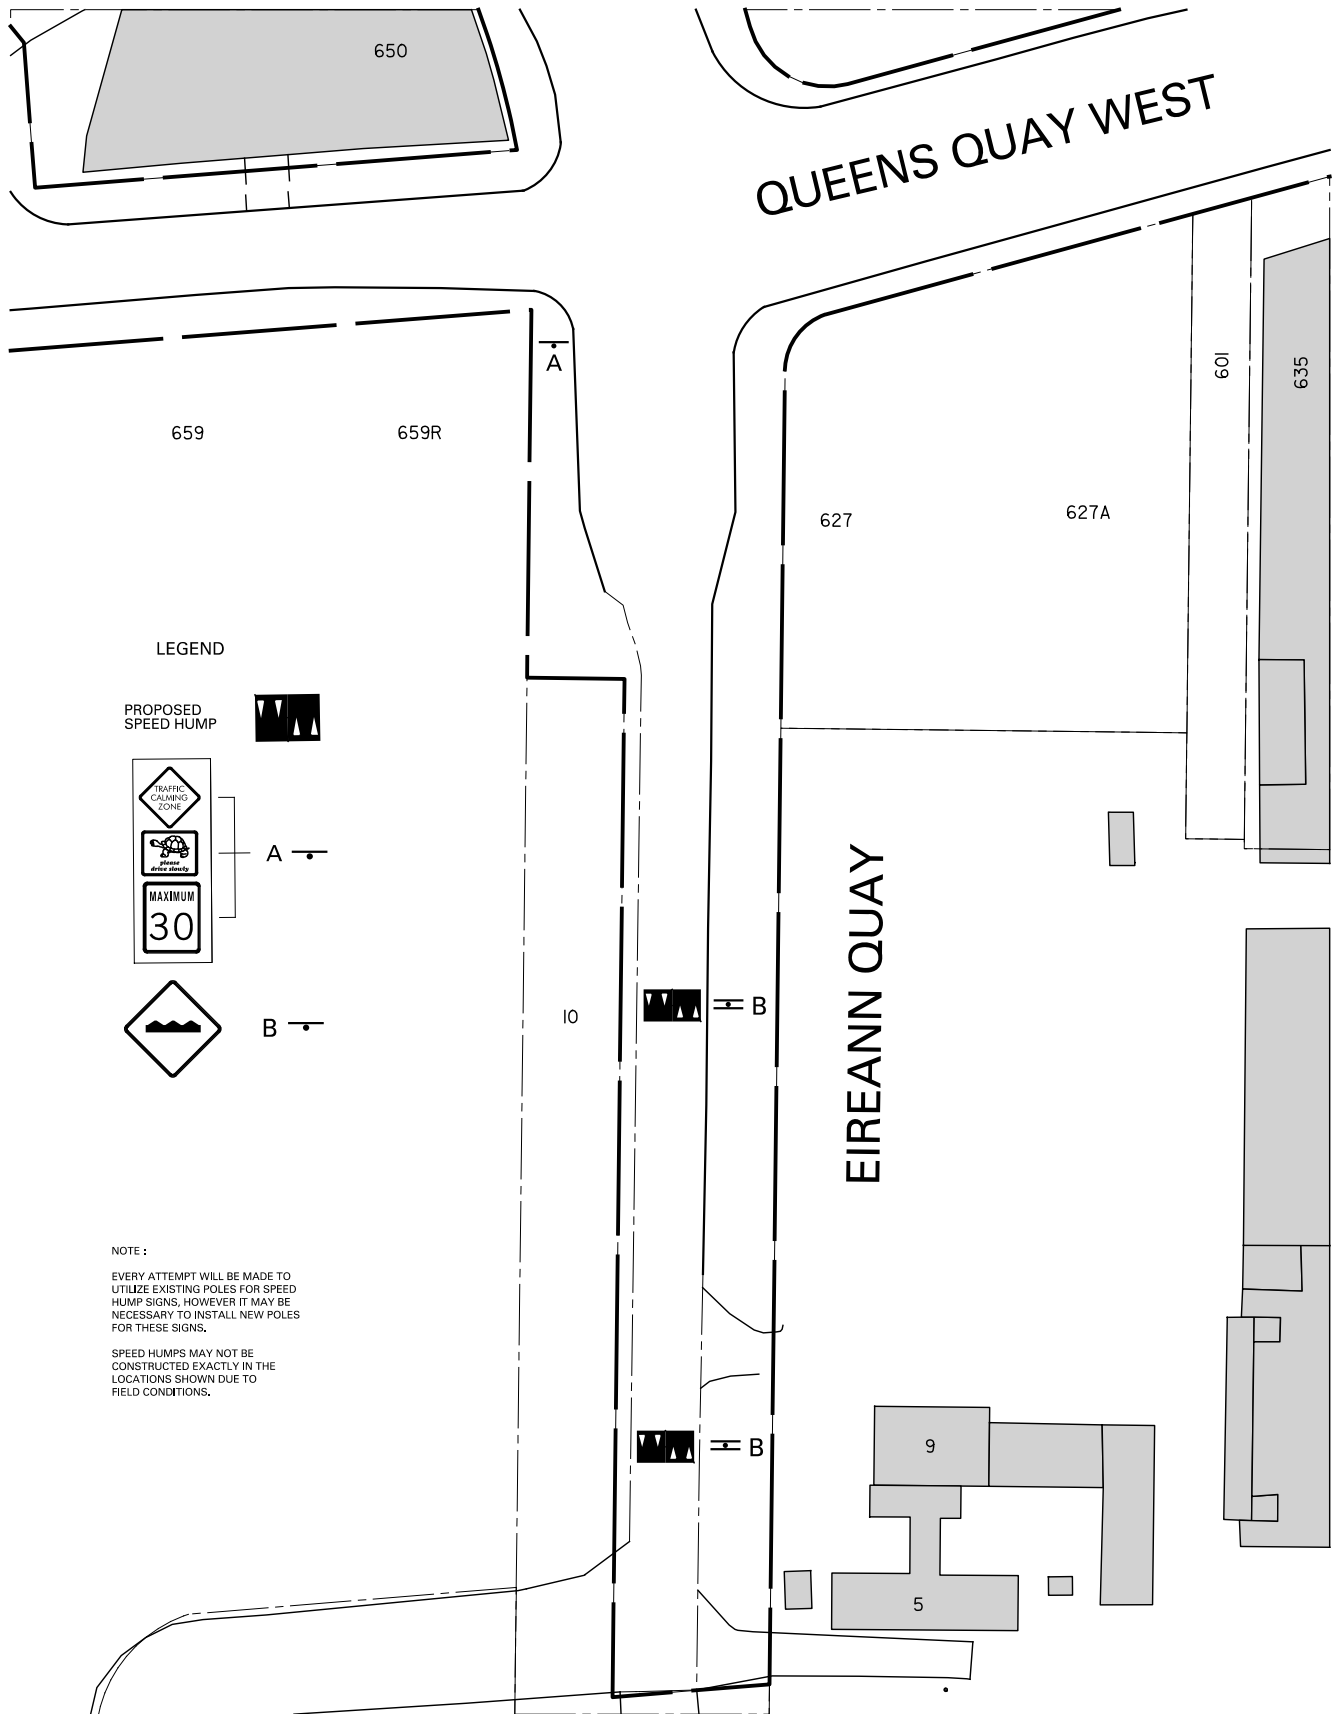 650
QUEENS QUAY WEST
A
601
635
659
659R
627
627A
LEGEND
PROPOSED
SPEED HUMP
TRAFFIC
CALMING
ZONE
please
drive slowly
A
MAXIMUM
30
EIREANN QUAY
B
10
B
NOTE :
EVERY ATTEMPT WILL BE MADE TO
UTILIZE EXISTING POLES FOR SPEED
HUMP SIGNS, HOWEVER IT MAY BE
NECESSARY TO INSTALL NEW POLES
FOR THESE SIGNS.
SPEED HUMPS MAY NOT BE
CONSTRUCTED EXACTLY IN THE
LOCATIONS SHOWN DUE TO
FIELD CONDITIONS.
B
9
5